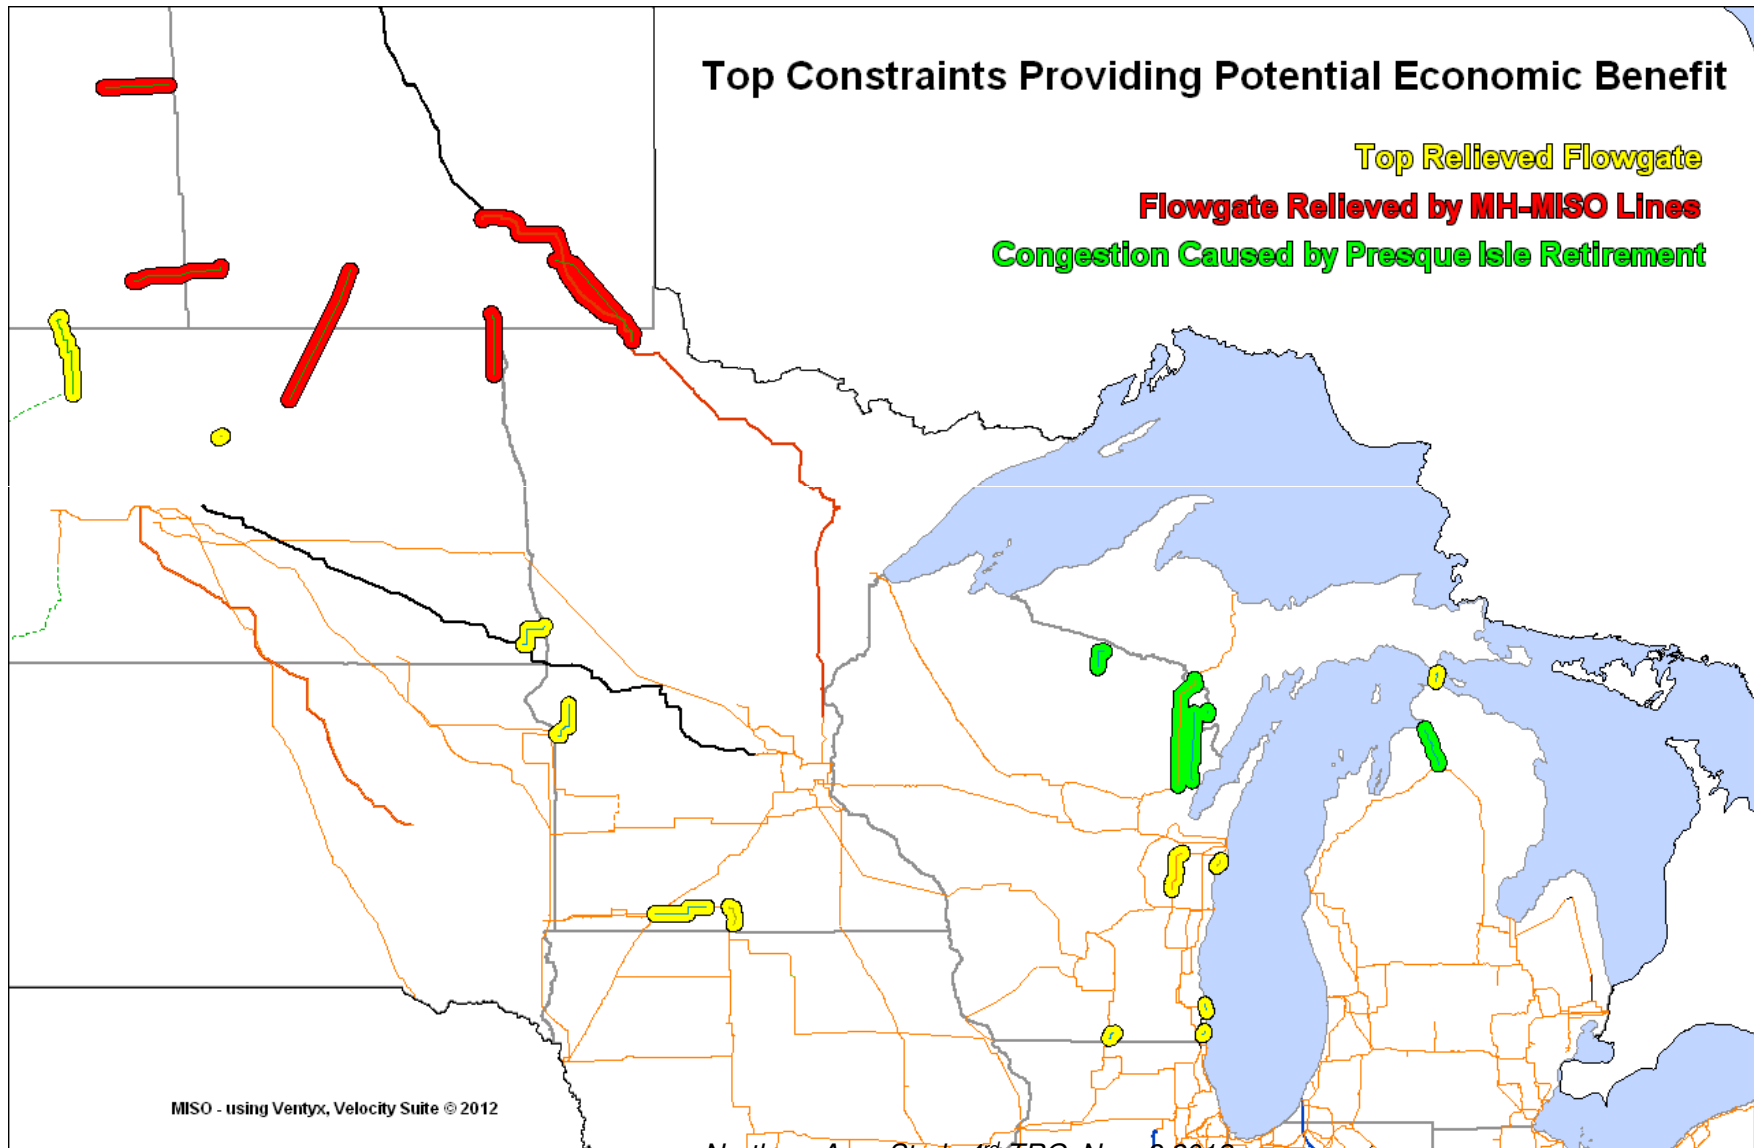 Top Constraints Providing Potential Economic Benefit
Top Relieved Flowgate
Flowgate Relieved by MH-MISO Lines
Congestion Caused by Presque Isle Retirement
MISO - using Ventyx, Velocity Suite © 2012